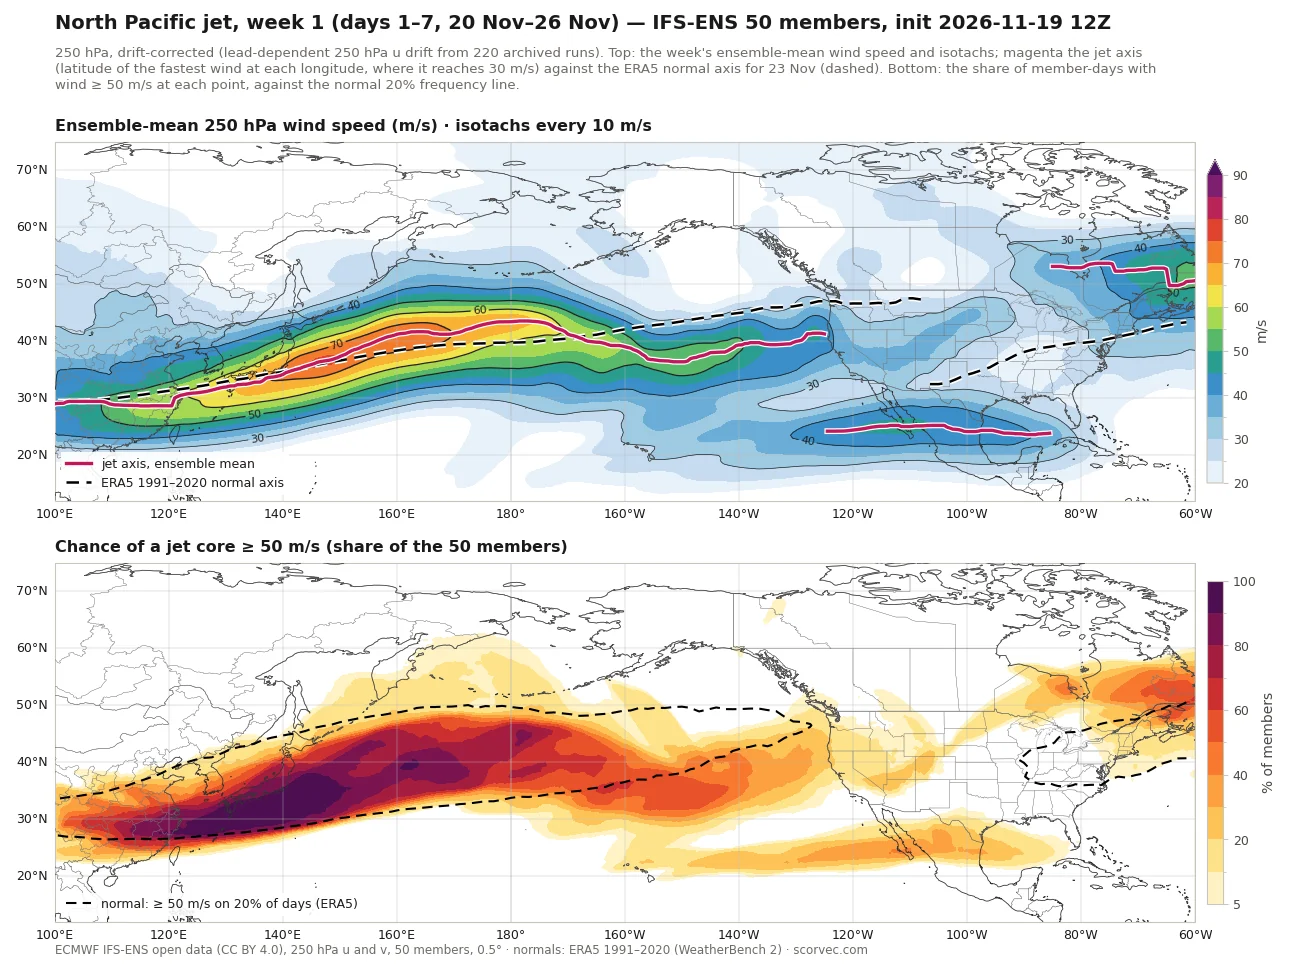 North Pacific jet, week 1 (days 1–7, 20 Nov–26 Nov) — IFS-ENS 50 members, init 2026-11-19 12Z
250 hPa, drift-corrected (lead-dependent 250 hPa u drift from 220 archived runs). Top: the week's ensemble-mean wind speed and isotachs; magenta the jet axis
(latitude of the fastest wind at each longitude, where it reaches 30 m/s) against the ERA5 normal axis for 23 Nov (dashed). Bottom: the share of member-days with
wind ≥ 50 m/s at each point, against the normal 20% frequency line.
Ensemble-mean 250 hPa wind speed (m/s) · isotachs every 10 m/s
70°N
60°N
50°N
40°N
30°N
20°N
30
40
50
40
60
70
50
30
30
40
jet axis, ensemble mean
ERA5 1991–2020 normal axis
100°E 120°E 140°E 160°E 180° 160°W 140°W 120°W 100°W 80°W 60°W
90
80
70
60
50
40
30
20
m/s
Chance of a jet core ≥ 50 m/s (share of the 50 members)
70°N
60°N
50°N
40°N
30°N
20°N
normal: ≥ 50 m/s on 20% of days (ERA5)
100°E 120°E 140°E 160°E 180° 160°W 140°W 120°W 100°W 80°W 60°W
100
80
60
40
20
5
% of members
ECMWF IFS-ENS open data (CC BY 4.0), 250 hPa u and v, 50 members, 0.5° · normals: ERA5 1991–2020 (WeatherBench 2) · scorvec.com